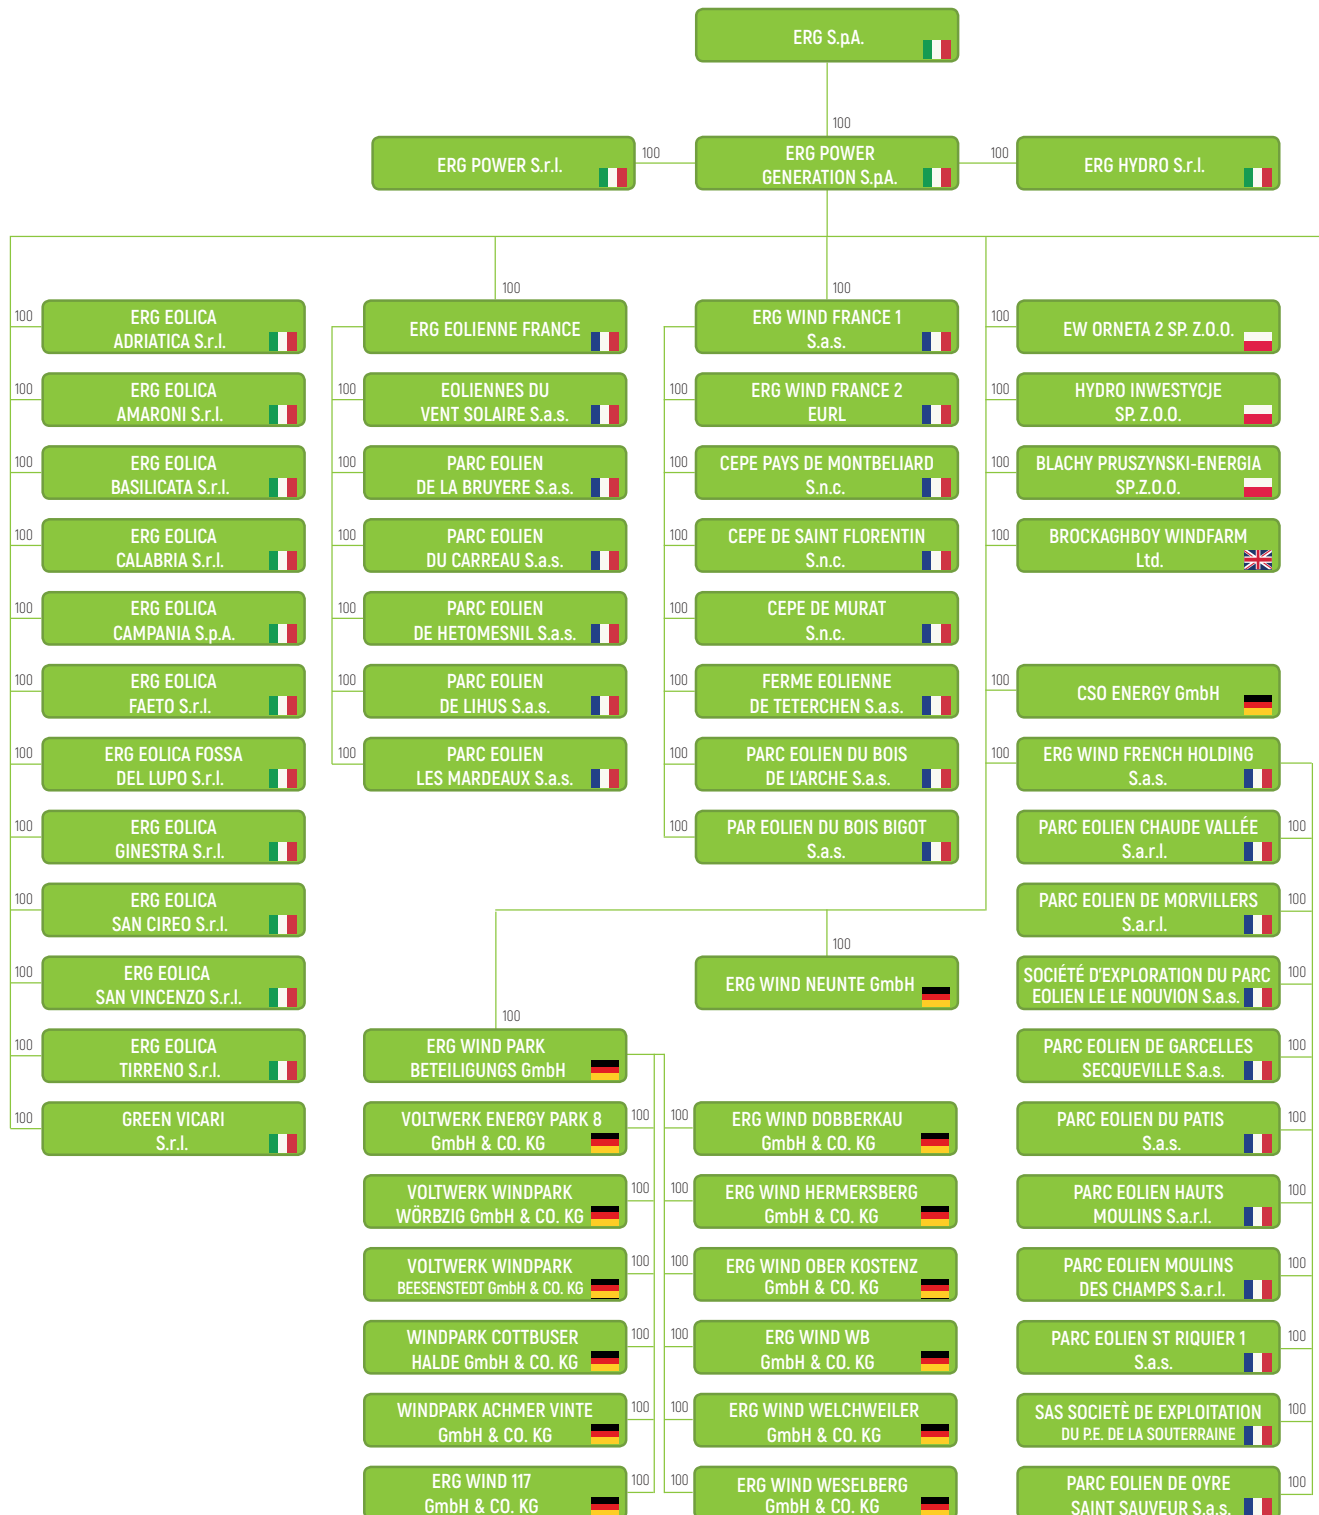 ERG S.p.A.
100
ERG POWER S.r.l.
100
ERG POWER
GENERATION S.p.A.
100
ERG HYDRO S.r.l.
100
ERG EOLICA
ADRIATICA S.r.l.
100
ERG EOLICA
AMARONI S.r.l.
100
ERG EOLICA
BASILICATA S.r.l.
100
ERG EOLICA
CALABRIA S.r.l.
100
ERG EOLICA
CAMPANIA S.p.A.
100
ERG EOLICA
FAETO S.r.l.
100
ERG EOLICA FOSSA
DEL LUPO S.r.l.
100
ERG EOLICA
GINESTRA S.r.l.
100
ERG EOLICA
SAN CIREO S.r.l.
100
ERG EOLICA
SAN VINCENZO S.r.l.
100
ERG EOLICA
TIRRENO S.r.l.
100
GREEN VICARI
S.r.l.
100
ERG EOLIENNE FRANCE
100
EOLIENNES DU
VENT SOLAIRE S.a.s.
100
PARC EOLIEN
DE LA BRUYERE S.a.s.
100
PARC EOLIEN
DU CARREAU S.a.s.
100
PARC EOLIEN
DE HETOMESNIL S.a.s.
100
PARC EOLIEN
DE LIHUS S.a.s.
100
PARC EOLIEN
LES MARDEAUX S.a.s.
100
ERG WIND FRANCE 1
S.a.s.
100
ERG WIND FRANCE 2
EURL
100
CEPE PAYS DE MONTBELIARD
S.n.c.
100
CEPE DE SAINT FLORENTIN
S.n.c.
100
CEPE DE MURAT
S.n.c.
100
FERME EOLIENNE
DE TETERCHEN S.a.s.
100
PARC EOLIEN DU BOIS
DE L'ARCHE S.a.s.
100
PAR EOLIEN DU BOIS BIGOT
S.a.s.
100
EW ORNETA 2 SP. Z.O.O.
100
HYDRO INWESTYCJE
SP. Z.O.O.
100
BLACHY PRUSZYNSKI-ENERGIA
SP.Z.O.O.
100
BROCKAGHBOY WINDFARM
Ltd.
100
CSO ENERGY GmbH
100
ERG WIND FRENCH HOLDING
S.a.s.
PARC EOLIEN CHAUDE VALLÉE
S.a.r.l.
100
PARC EOLIEN DE MORVILLERS
S.a.r.l.
100
SOCIÉTÉ D'EXPLORATION DU PARC
EOLIEN LE LE NOUVION S.a.s.
100
PARC EOLIEN DE GARCELLES
SECQUEVILLE S.a.s.
100
PARC EOLIEN DU PATIS
S.a.s.
100
PARC EOLIEN HAUTS
MOULINS S.a.r.l.
100
PARC EOLIEN MOULINS
DES CHAMPS S.a.r.l.
100
PARC EOLIEN ST RIQUIER 1
S.a.s.
100
SAS SOCIETÈ DE EXPLOITATION
DU P.E. DE LA SOUTERRAINE
100
PARC EOLIEN DE OYRE
SAINT SAUVEUR S.a.s.
100
100
ERG WIND NEUNTE GmbH
100
ERG WIND PARK
BETEILIGUNGS GmbH
VOLTWERK ENERGY PARK 8
GmbH & CO. KG
100
VOLTWERK WINDPARK
WÖRBZIG GmbH & CO. KG
100
VOLTWERK WINDPARK
BEESENSTEDT GmbH & CO. KG
100
WINDPARK COTTBUSER
HALDE GmbH & CO. KG
100
WINDPARK ACHMER VINTE
GmbH & CO. KG
100
ERG WIND 117
GmbH & CO. KG
100
100
ERG WIND DOBBERKAU
GmbH & CO. KG
100
ERG WIND HERMERSBERG
GmbH & CO. KG
100
ERG WIND OBER KOSTENZ
GmbH & CO. KG
100
ERG WIND WB
GmbH & CO. KG
100
ERG WIND WELCHWEILER
GmbH & CO. KG
100
ERG WIND WESELBERG
GmbH & CO. KG